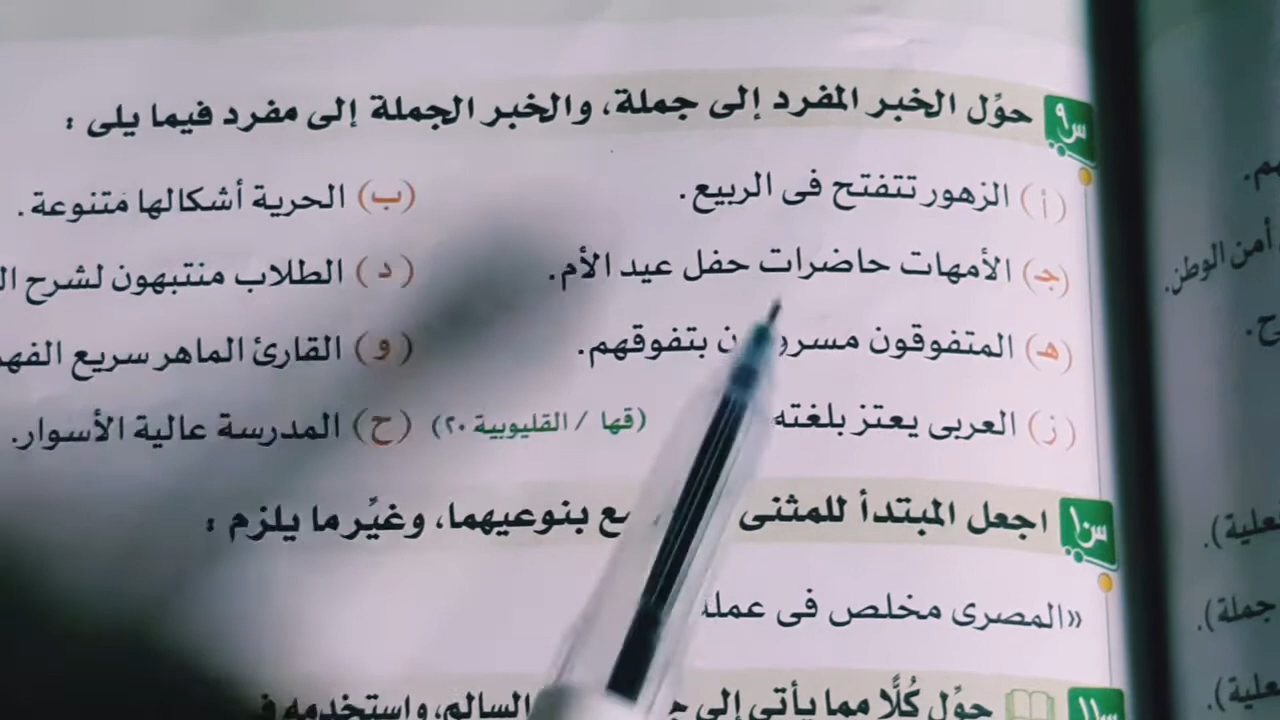 س٩ حوِّل الخبر المفرد إلى جملة، والخبر الجملة إلى مفرد فيما يلى :
(أ) الزهور تتفتح فى الربيع. (ب) الحرية أشكالها متنوعة.
(جـ) الأمهات حاضرات حفل عيد الأم. (د) الطلاب منتبهون لشرح
(هـ) المتفوقون بتفوقهم. (و) القارئ الماهر سريع
(ز) العربى يعتز بلغته (قها / القليوبية ٢٠) (ح) المدرسة عالية الأسوار.
س١٠ اجعل المبتدأ للمثنى بنوعيهما، وغيِّر ما يلزم :
«المصرى مخلص فى
س١١ حوِّل كُلًّا مما يأتى إلى السالم، واستخدمه
أمن الوطن.